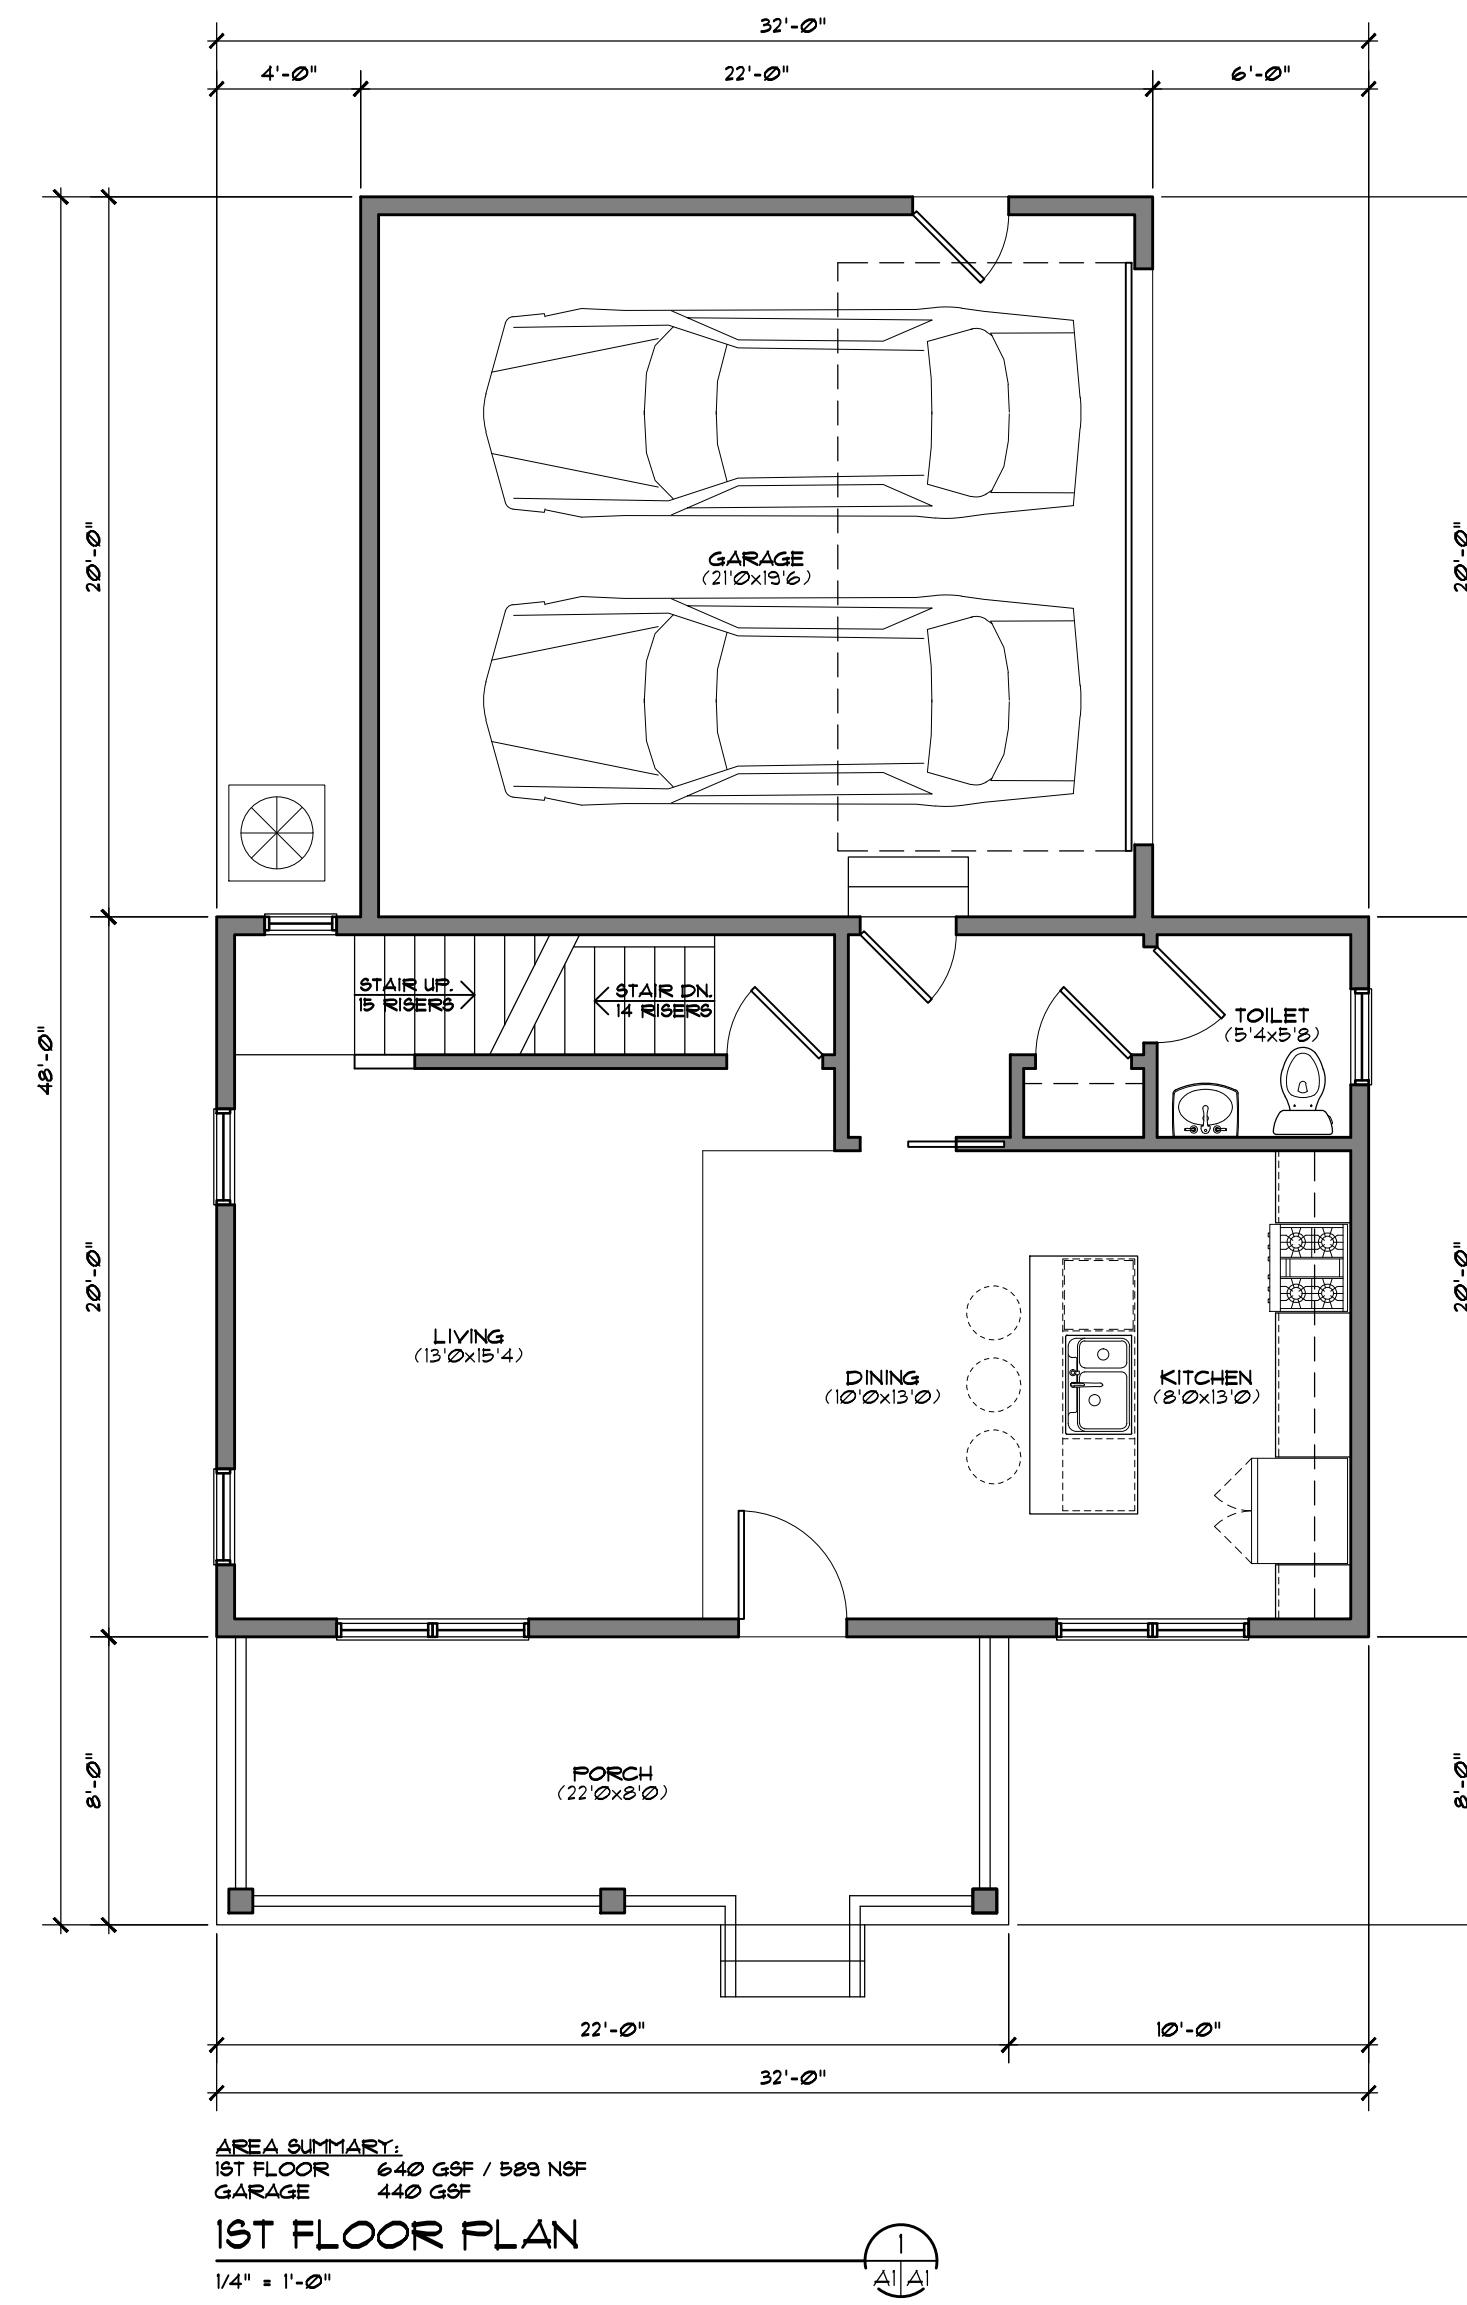 32'-0"
4'-0"
22'-0"
6'-0"
20'-0"
20'-0"
GARAGE
(21'0x19'6)
48'-0"
STAIR UP.
15 RISERS
STAIR DN.
14 RISERS
TOILET
(5'4x5'8)
20'-0"
20'-0"
LIVING
(13'0x15'4)
DINING
(10'0x13'0)
KITCHEN
(8'0x13'0)
8'-0"
8'-0"
PORCH
(22'0x8'0)
22'-0"
10'-0"
32'-0"
AREA SUMMARY:
1ST FLOOR 640 GSF / 589 NSF
GARAGE 440 GSF
1ST FLOOR PLAN
1/4" = 1'-0"
1
A1 A1